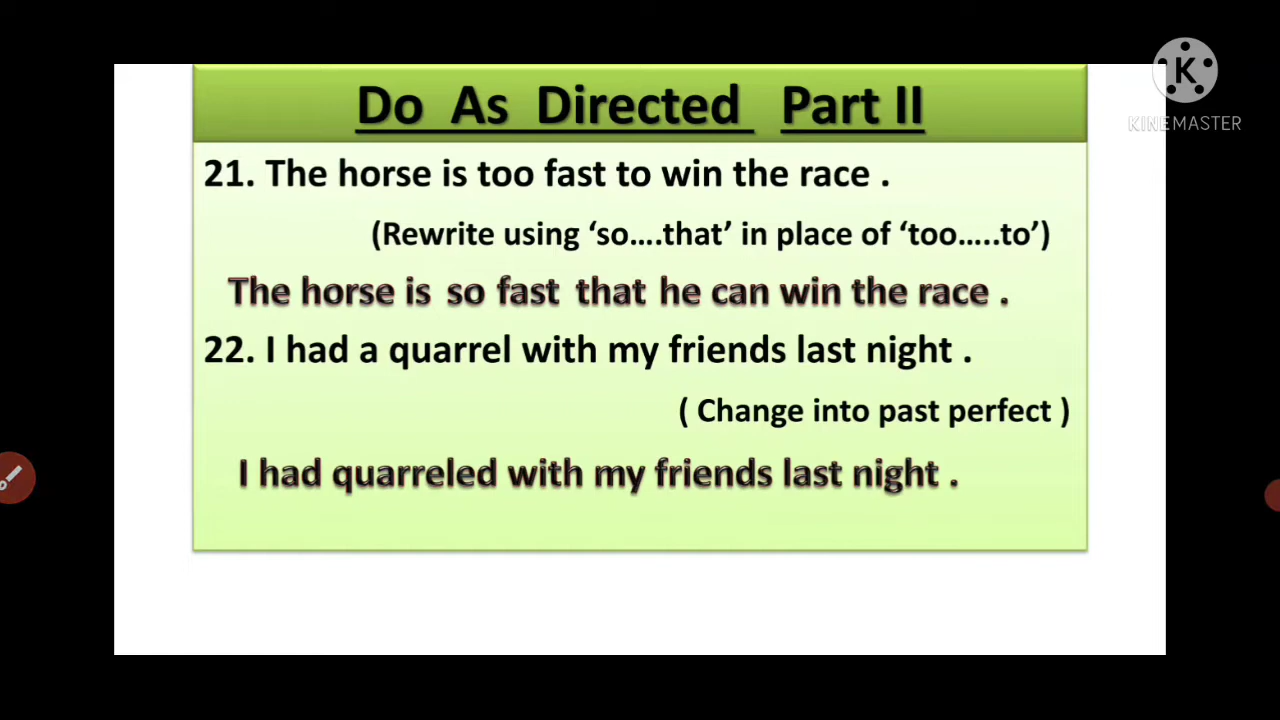 Do As Directed Part II
K
KINEMASTER
21. The horse is too fast to win the race .
(Rewrite using ‘so….that’ in place of ‘too…..to’)
The horse is so fast that he can win the race .
22. I had a quarrel with my friends last night .
( Change into past perfect )
I had quarreled with my friends last night .